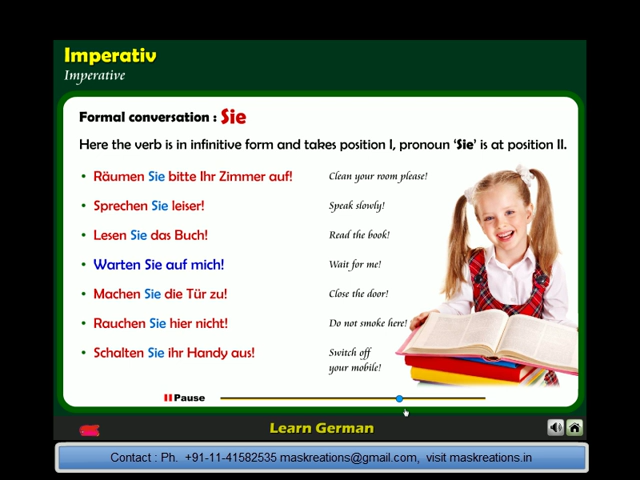 Imperativ
Imperative
Formal conversation : Sie
Here the verb is in infinitive form and takes position I, pronoun ‘Sie’ is at position II.
• Räumen Sie bitte Ihr Zimmer auf! Clean your room please!
• Sprechen Sie leiser! Speak slowly!
• Lesen Sie das Buch! Read the book!
• Warten Sie auf mich! Wait for me!
• Machen Sie die Tür zu! Close the door!
• Rauchen Sie hier nicht! Do not smoke here!
• Schalten Sie ihr Handy aus! Switch off
your mobile!
Pause
Learn German
Contact : Ph. +91-11-41582535 maskreations@gmail.com, visit maskreations.in